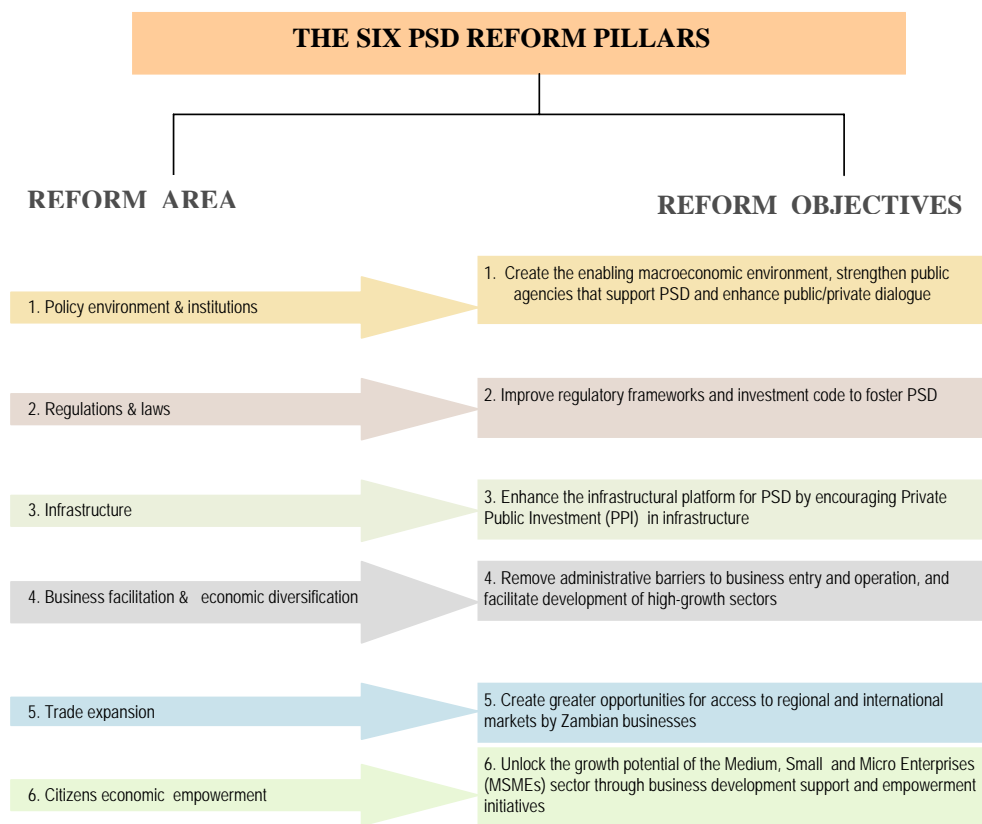 THE SIX PSD REFORM PILLARS
REFORM AREA
REFORM OBJECTIVES
1. Policy environment & institutions
1. Create the enabling macroeconomic environment, strengthen public
agencies that support PSD and enhance public/private dialogue
2. Regulations & laws
2. Improve regulatory frameworks and investment code to foster PSD
3. Infrastructure
3. Enhance the infrastructural platform for PSD by encouraging Private
Public Investment (PPI) in infrastructure
4. Business facilitation & economic diversification
4. Remove administrative barriers to business entry and operation, and
facilitate development of high-growth sectors
5. Trade expansion
5. Create greater opportunities for access to regional and international
markets by Zambian businesses
6. Citizens economic empowerment
6. Unlock the growth potential of the Medium, Small and Micro Enterprises
(MSMEs) sector through business development support and empowerment
initiatives